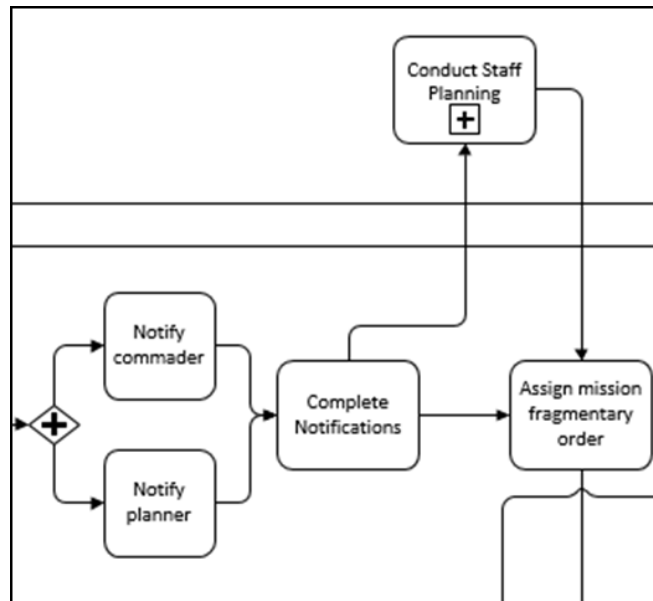 Conduct Staff
Planning
Notify
commader
Notify
planner
Complete
Notifications
Assign mission
fragmentary
order